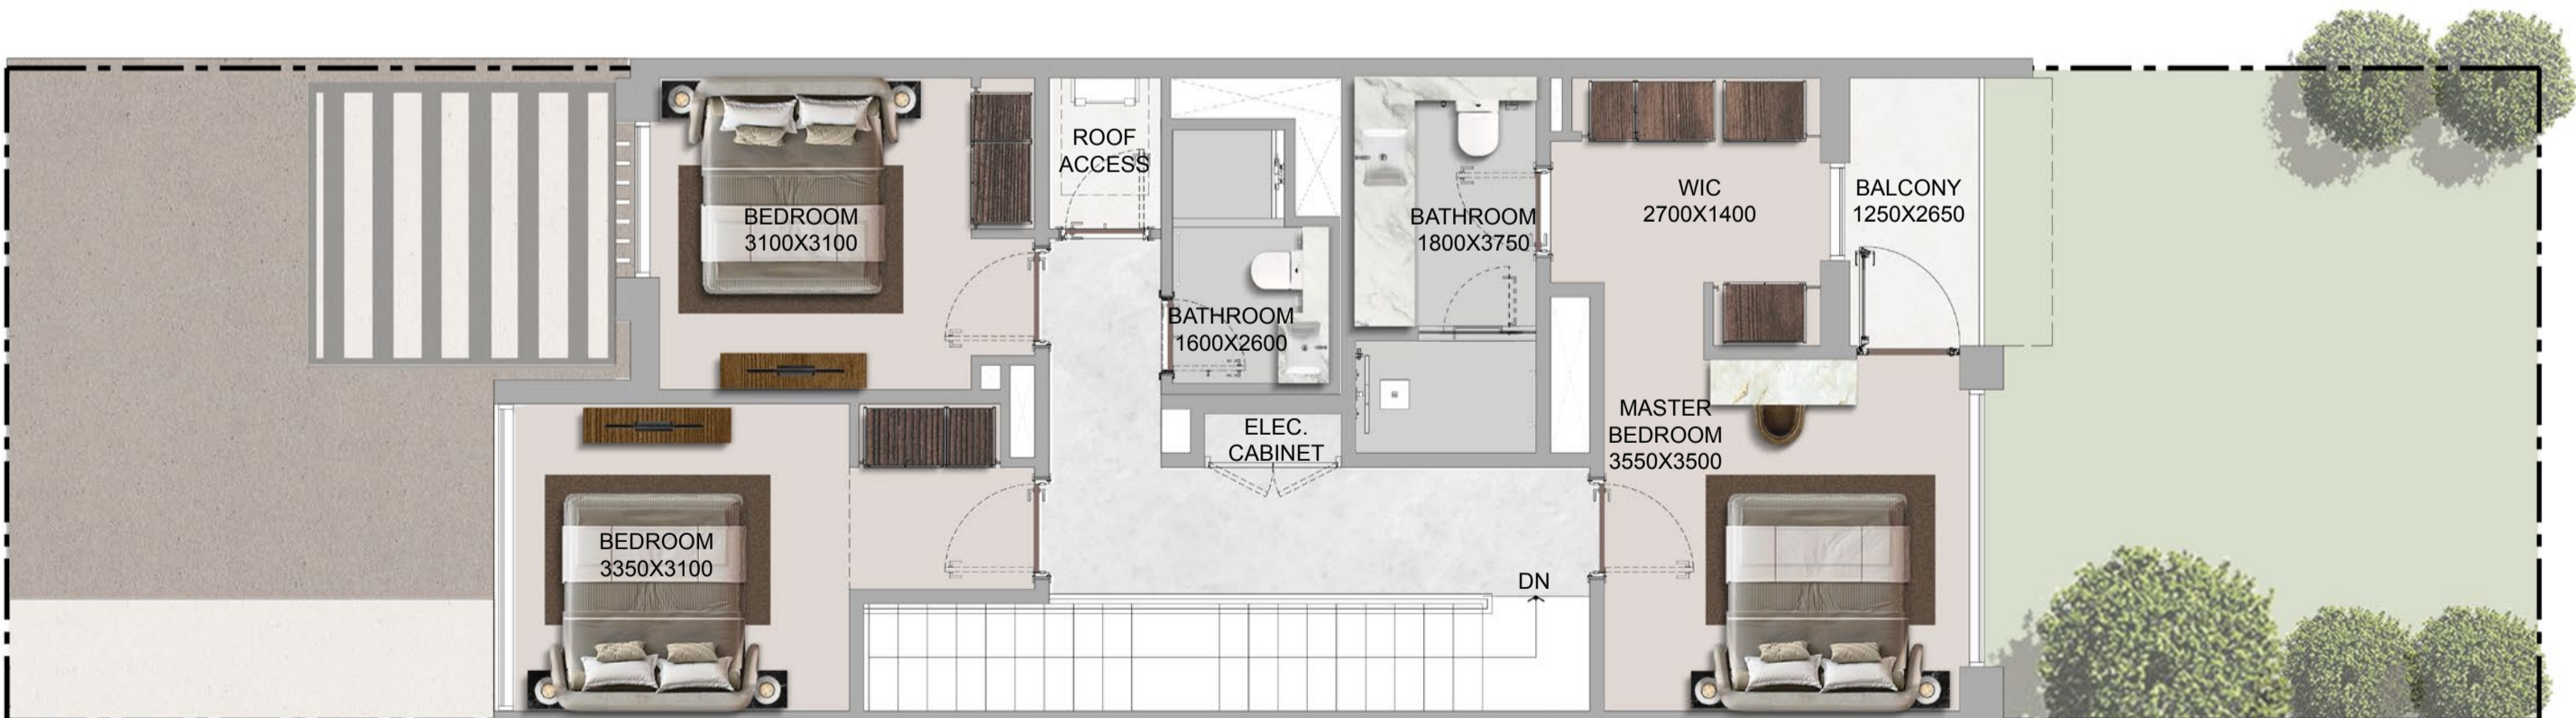 ROOF
ACCESS
BEDROOM
3100X3100
BATHROOM
1800X3750
WIC
2700X1400
BALCONY
1250X2650
BATHROOM
1600X2600
ELEC.
CABINET
MASTER
BEDROOM
3550X3500
BEDROOM
3350X3100
DN